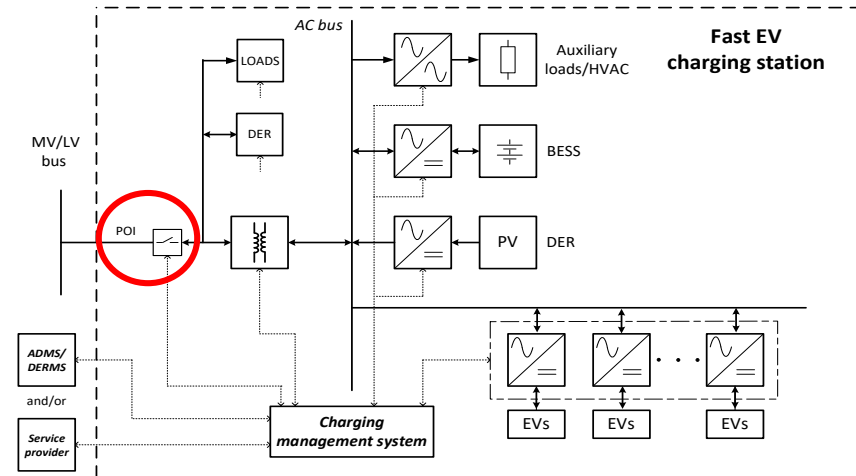 AC bus
Fast EV
charging station
LOADS
Auxiliary
loads/HVAC
DER
MV/LV
bus
BESS
POI
PV
DER
ADMS/
DERMS
and/or
Service
provider
Charging
management system
EVs
EVs
EVs